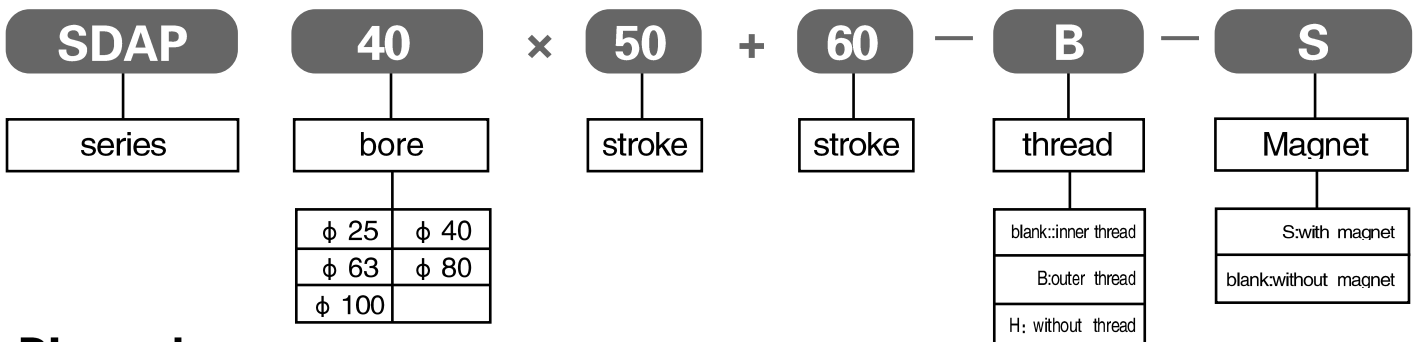 SDAP 40 × 50 + 60 — B — S
series bore stroke stroke thread Magnet
ϕ 25 ϕ 40 blank::inner thread S:with magnet
ϕ 63 ϕ 80 B:outer thread blank:without magnet
ϕ 100 H: without thread